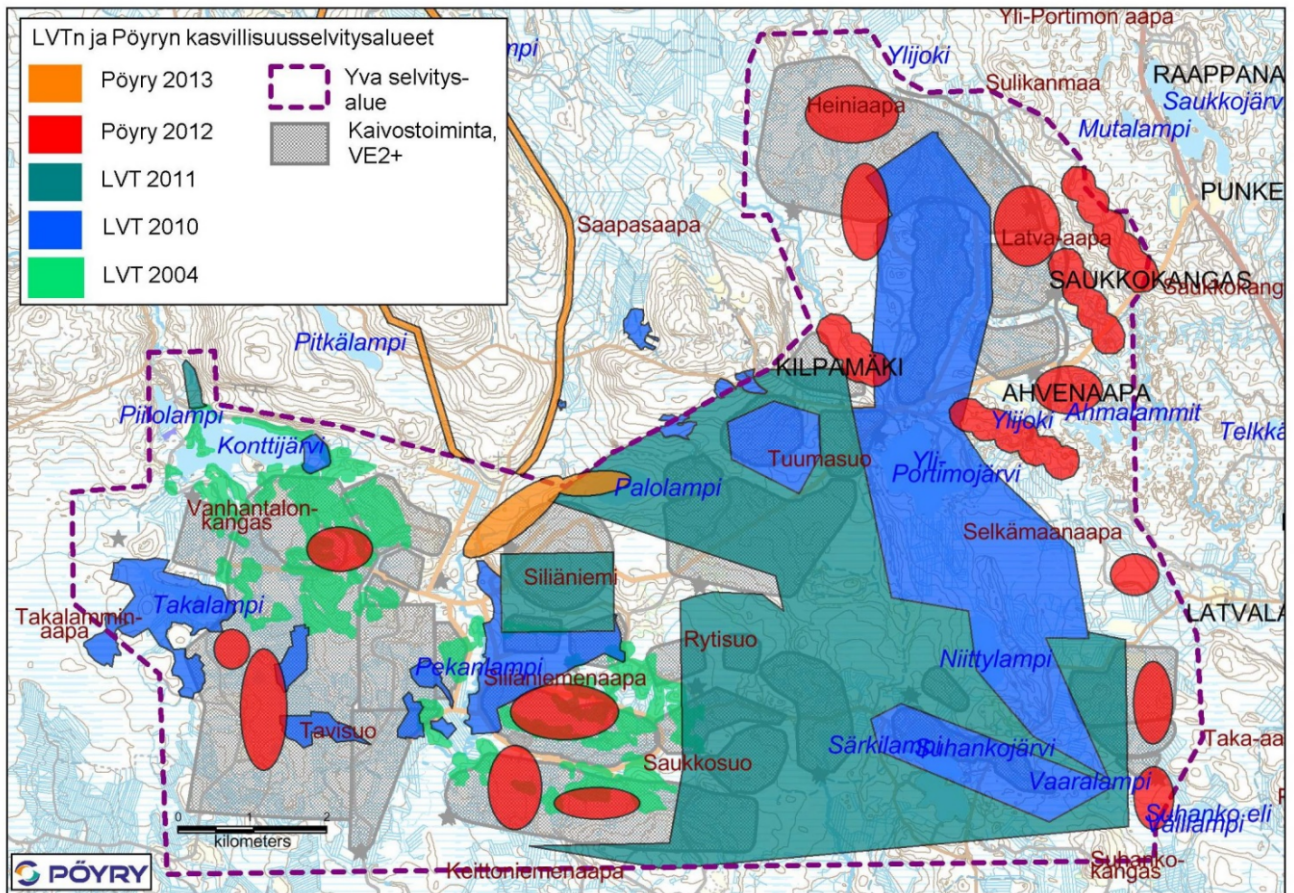 LVTn ja Pöyryn kasvillisuusselvitysalueet
Pöyry 2013
Pöyry 2012
LVT 2011
LVT 2010
LVT 2004
Yva selvitys-
alue
Kaivostoiminta,
VE2+
Yli-Portimon aapa
ampi
Ylijoki
RAAPPANA
Sulikanmaa
Saukkojärv
Heiniaapa
Mutalampi
PUNKE
Saapasaapa
Latva-aapa
SAUKKOKANGAS
Saukkokang
Pitkälampi
KILPAMÄKI
AHVENAAPA
Piilolampi
Ylijoki
Ahmalammit
Konttijärvi
Telkkä
Tuumasuo
Yli-
Portimojärvi
Palolampi
Vanhantalon-
kangas
Selkämaanaapa
Siliäniemi
Takalampi
Takalammin-
aapa
LATVALA
Rytisuo
Niittylampi
Pekanlampi
Siliäniemenaapa
Tavisuo
Särkilampi
Suhankojärvi
Taka-aa
Saukkosuo
Vaaralampi
Suhanko eli
0 1 2
kilometers
Keittoniemenaapa
Suhanko-
kangas
PÖYRY